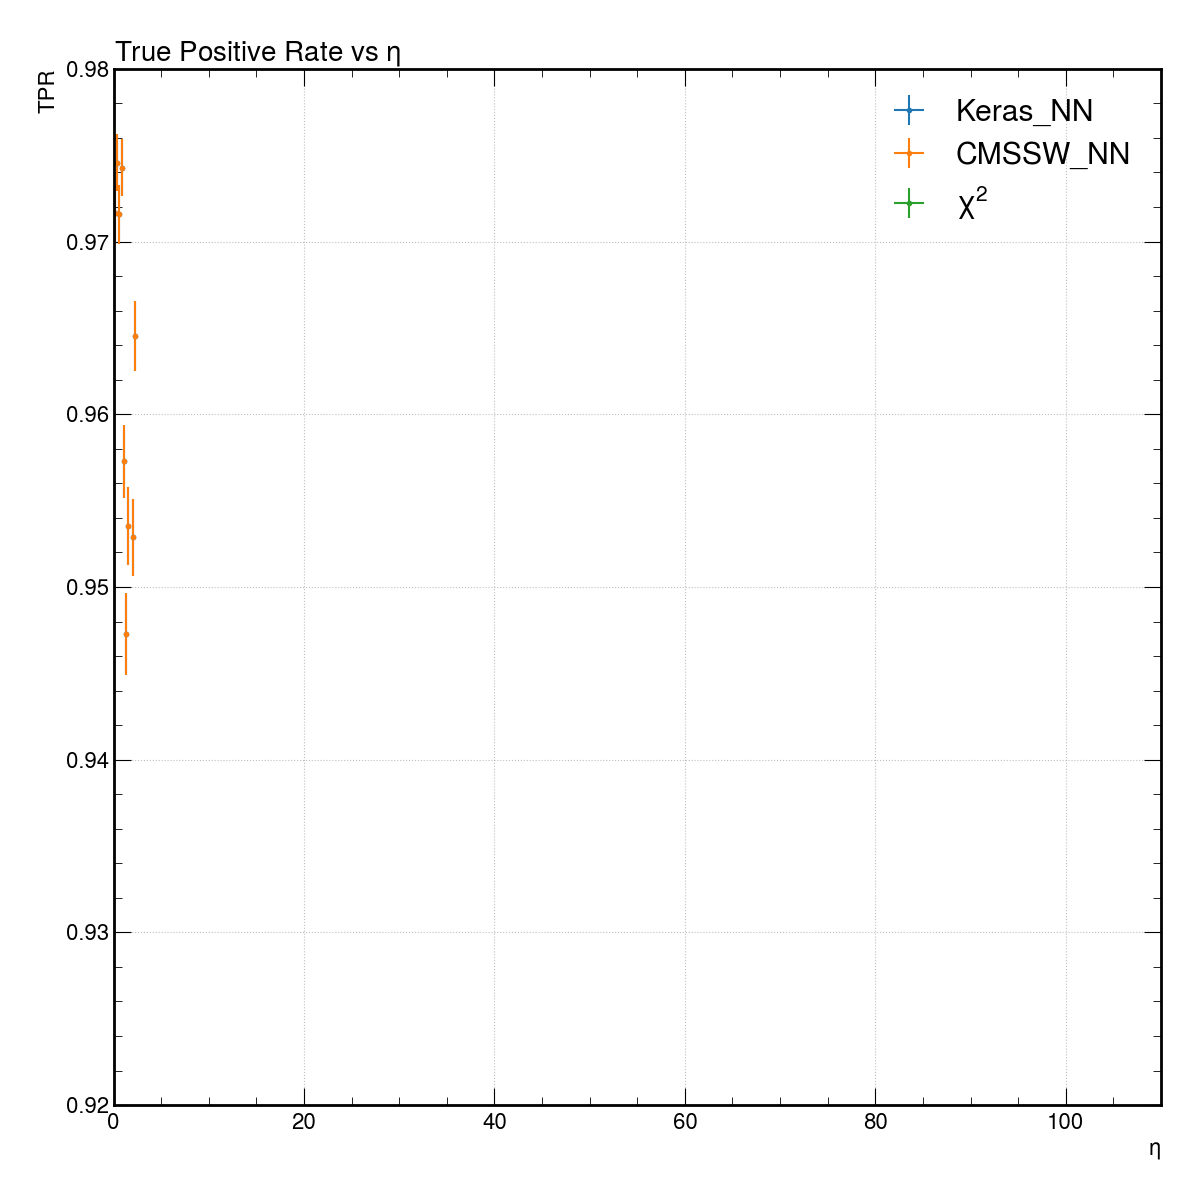 True Positive Rate vs η
TPR
0.98
0.97
0.96
0.95
0.94
0.93
0.92
Keras_NN
CMSSW_NN
χ²
0 20 40 60 80 100
η